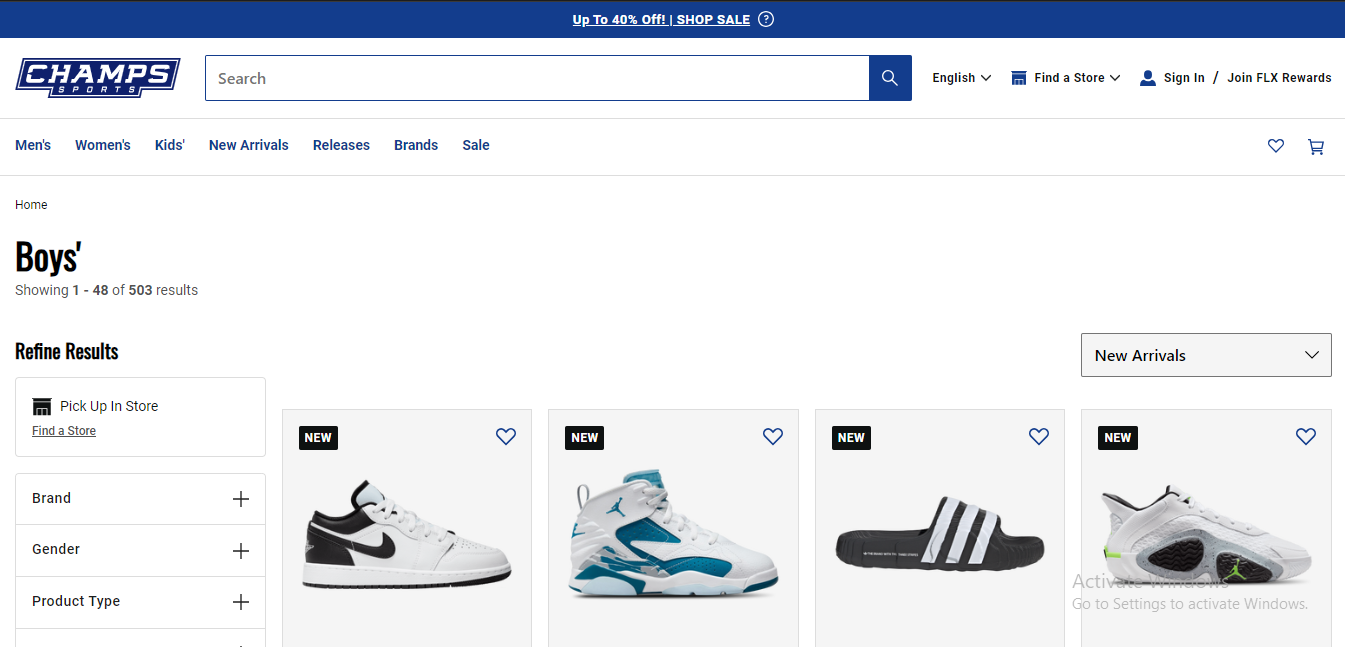 Up To 40% Off! | SHOP SALE ?
CHAMPS
SPORTS
Search
English
Find a Store
Sign In / Join FLX Rewards
Men's
Women's
Kids'
New Arrivals
Releases
Brands
Sale
Home
Boys'
Showing 1 - 48 of 503 results
Refine Results
New Arrivals
Pick Up In Store
Find a Store
Brand
Gender
Product Type
NEW
NEW
NEW
NEW
Activate Windows
Go to Settings to activate Windows.